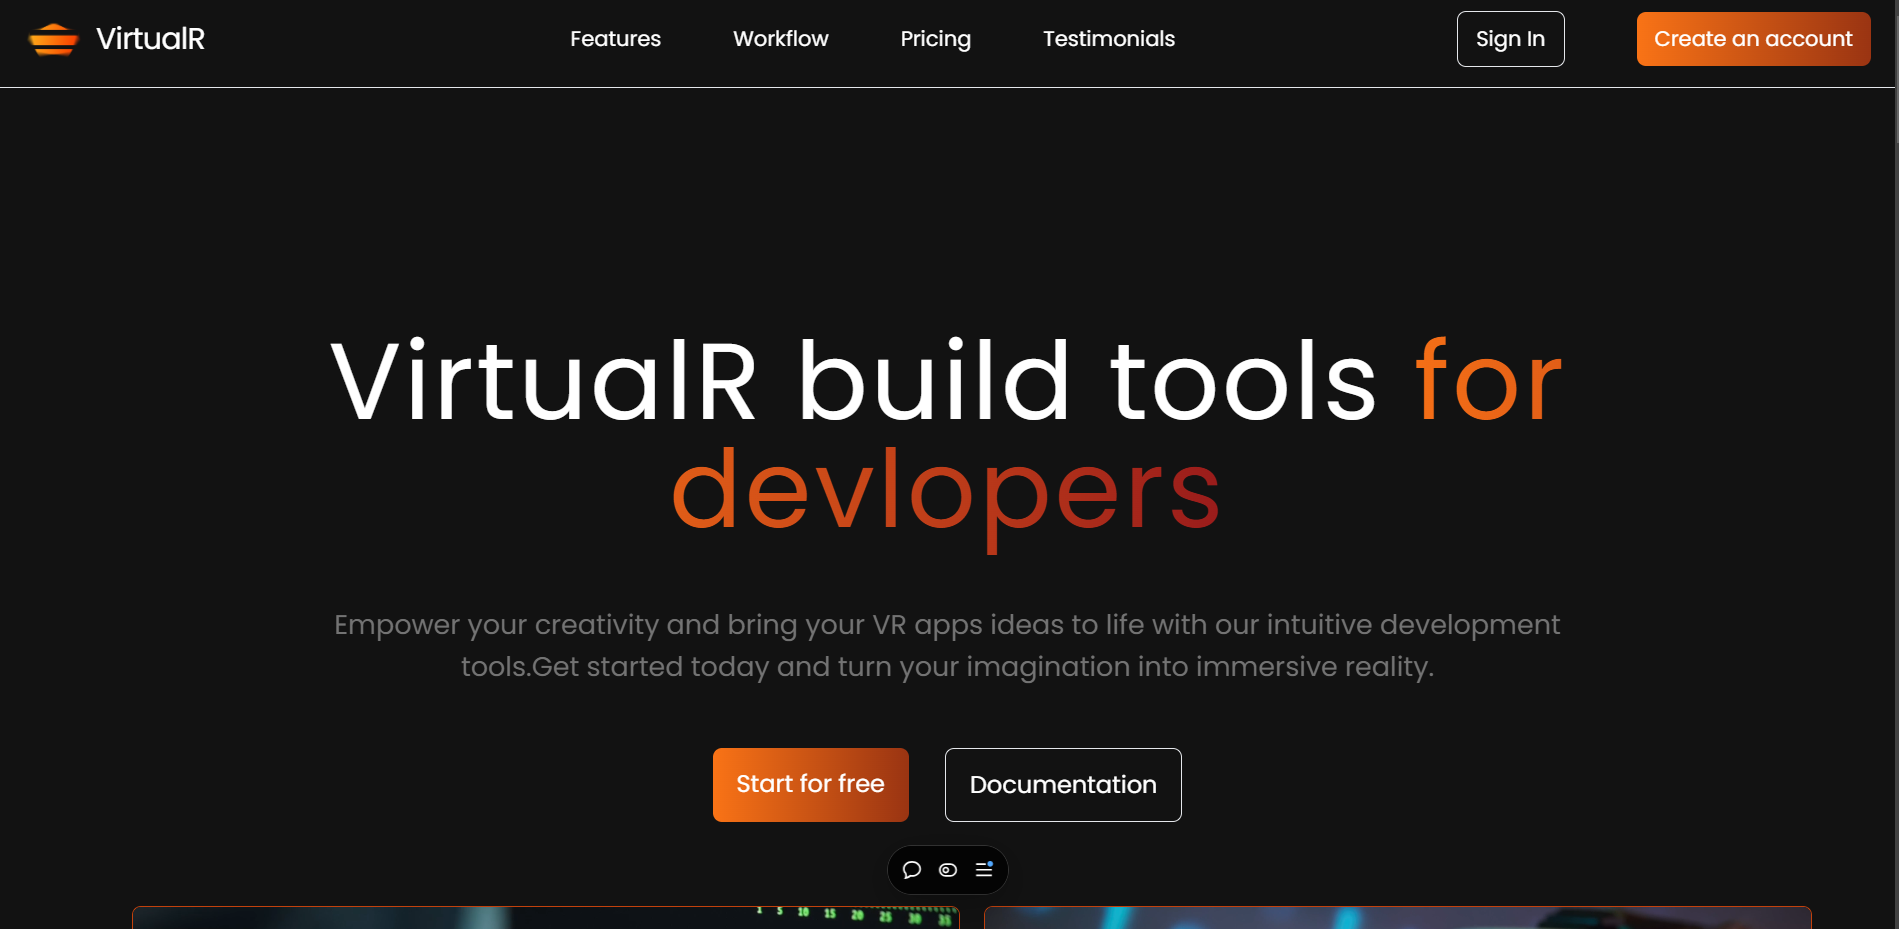 VirtualR
Features
Workflow
Pricing
Testimonials
Sign In
Create an account
VirtualR build tools for
devlopers
Empower your creativity and bring your VR apps ideas to life with our intuitive development
tools.Get started today and turn your imagination into immersive reality.
Start for free
Documentation
1 5 10 15 20 25 30 35